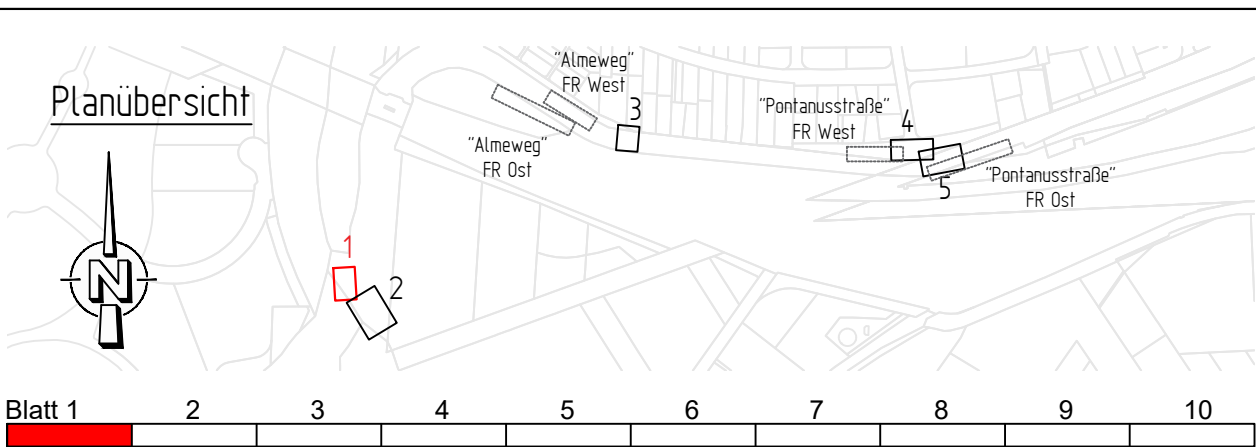 Planübersicht
"Almeweg"
FR West
3
"Almeweg"
FR Ost
"Pontanusstraße"
FR West
4
5
"Pontanusstraße"
FR Ost
N
1
2
Blatt 1 2 3 4 5 6 7 8 9 10